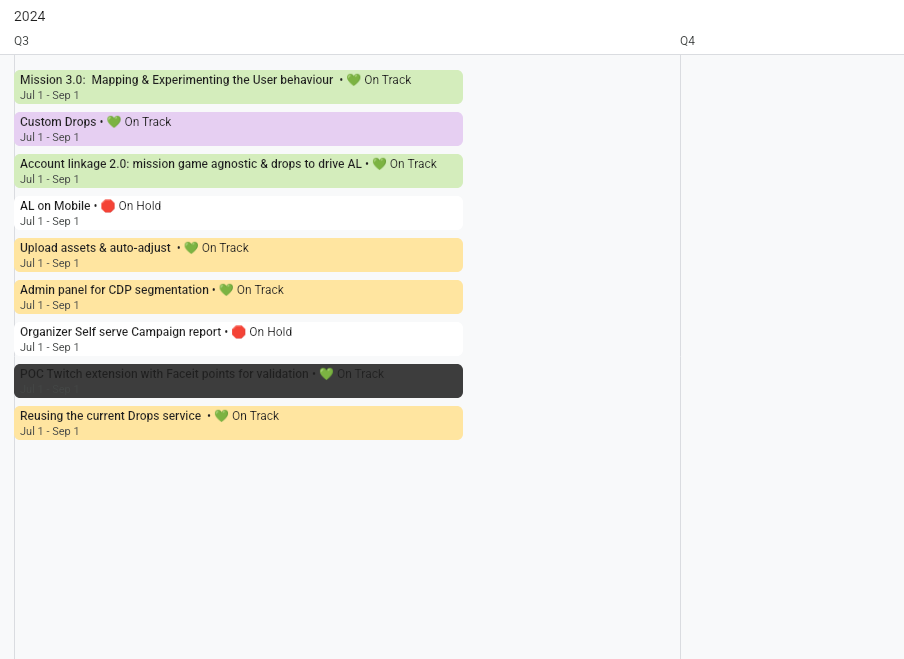 2024
Q3 Q4
Mission 3.0:  Mapping & Experimenting the User behaviour  • 💚 On Track
Jul 1 - Sep 1
Custom Drops • 💚 On Track
Jul 1 - Sep 1
Account linkage 2.0: mission game agnostic & drops to drive AL • 💚 On Track
Jul 1 - Sep 1
AL on Mobile • 🛑 On Hold
Jul 1 - Sep 1
Upload assets & auto-adjust  • 💚 On Track
Jul 1 - Sep 1
Admin panel for CDP segmentation • 💚 On Track
Jul 1 - Sep 1
Organizer Self serve Campaign report • 🛑 On Hold
Jul 1 - Sep 1
POC Twitch extension with Faceit points for validation • 💚 On Track
Jul 1 - Sep 1
Reusing the current Drops service  • 💚 On Track
Jul 1 - Sep 1